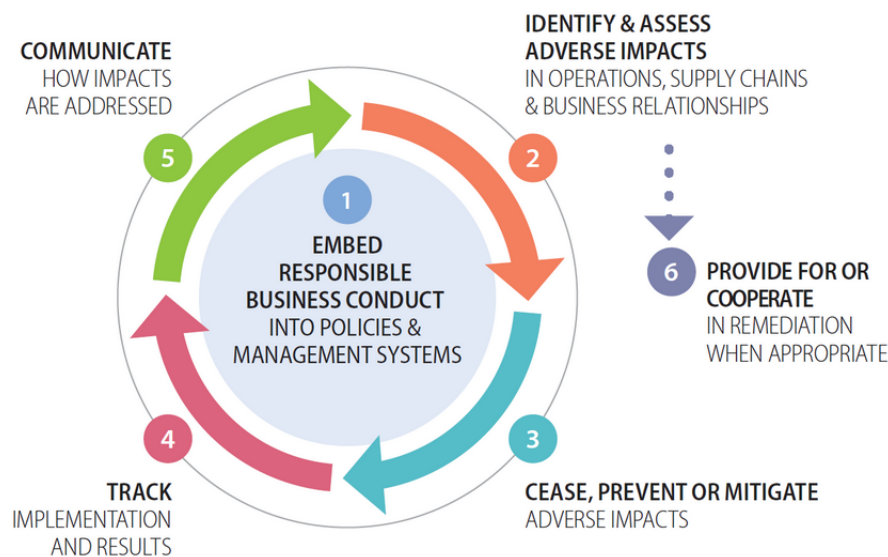 1
EMBED
RESPONSIBLE
BUSINESS CONDUCT
INTO POLICIES &
MANAGEMENT SYSTEMS
2
IDENTIFY & ASSESS
ADVERSE IMPACTS
IN OPERATIONS, SUPPLY CHAINS
& BUSINESS RELATIONSHIPS
3
CEASE, PREVENT OR MITIGATE
ADVERSE IMPACTS
4
TRACK
IMPLEMENTATION
AND RESULTS
5
COMMUNICATE
HOW IMPACTS
ARE ADDRESSED
6
PROVIDE FOR OR
COOPERATE
IN REMEDIATION
WHEN APPROPRIATE